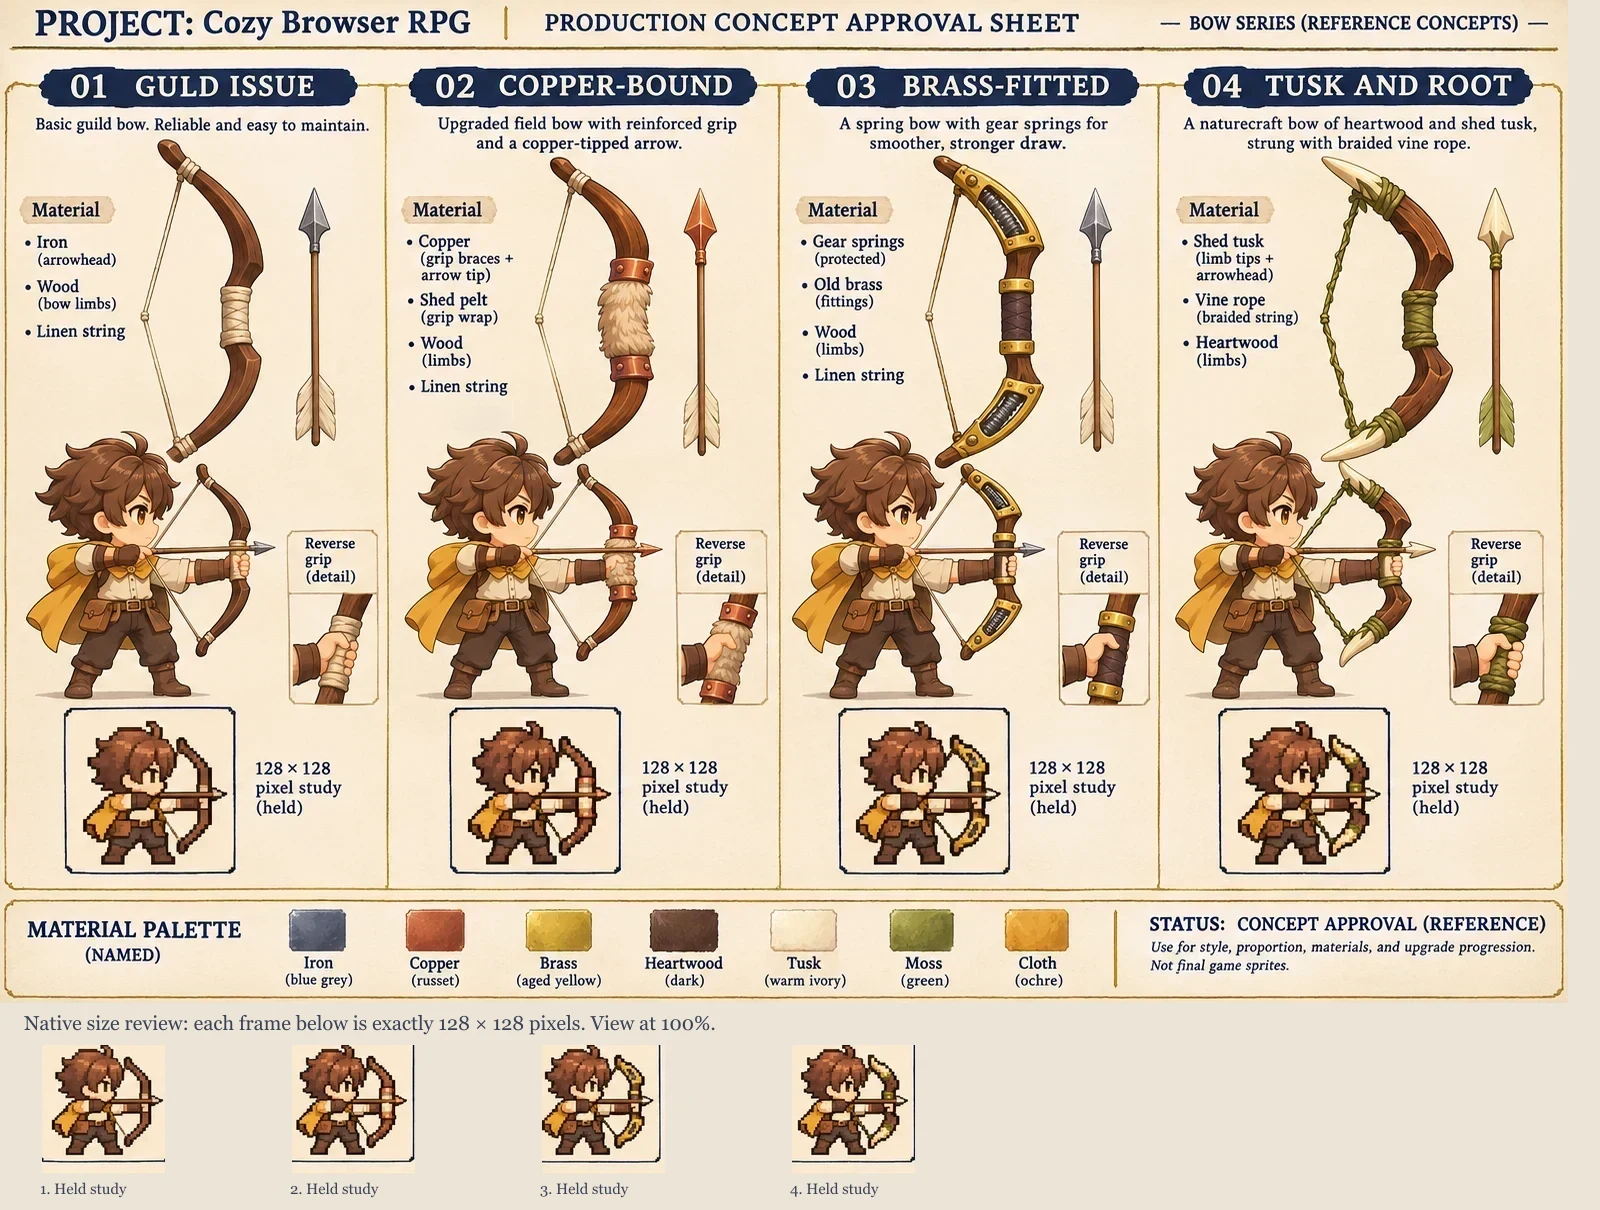 PROJECT: Cozy Browser RPG
PRODUCTION CONCEPT APPROVAL SHEET
— BOW SERIES (REFERENCE CONCEPTS) —
01 GULD ISSUE
Basic guild bow. Reliable and easy to maintain.
Material
• Iron
(arrowhead)
• Wood
(bow limbs)
• Linen string
Reverse
grip
(detail)
128 × 128
pixel study
(held)
02 COPPER-BOUND
Upgraded field bow with reinforced grip
and a copper-tipped arrow.
Material
• Copper
(grip braces +
arrow tip)
• Shed pelt
(grip wrap)
• Wood
(limbs)
• Linen string
Reverse
grip
(detail)
128 × 128
pixel study
(held)
03 BRASS-FITTED
A spring bow with gear springs for
smoother, stronger draw.
Material
• Gear springs
(protected)
• Old brass
(fittings)
• Wood
(limbs)
• Linen string
Reverse
grip
(detail)
128 × 128
pixel study
(held)
04 TUSK AND ROOT
A naturecraft bow of heartwood and shed tusk,
strung with braided vine rope.
Material
• Shed tusk
(limb tips +
arrowhead)
• Vine rope
(braided string)
• Heartwood
(limbs)
Reverse
grip
(detail)
128 × 128
pixel study
(held)
MATERIAL PALETTE
(NAMED)
Iron
(blue grey)
Copper
(russet)
Brass
(aged yellow)
Heartwood
(dark)
Tusk
(warm ivory)
Moss
(green)
Cloth
(ochre)
STATUS: CONCEPT APPROVAL (REFERENCE)
Use for style, proportion, materials, and upgrade progression.
Not final game sprites.
Native size review: each frame below is exactly 128 × 128 pixels. View at 100%.
1. Held study
2. Held study
3. Held study
4. Held study